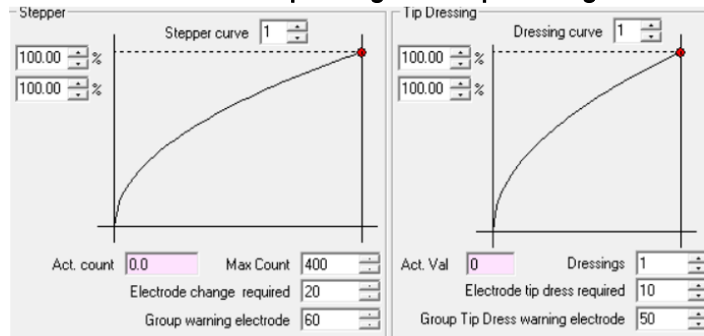 Stepper
Stepper curve 1
100.00 %
100.00 %
Act. count 0.0 Max Count 400
Electrode change required 20
Group warning electrode 60
Tip Dressing
Dressing curve 1
100.00 %
100.00 %
Act. Val 0 Dressings 1
Electrode tip dress required 10
Group Tip Dress warning electrode 50